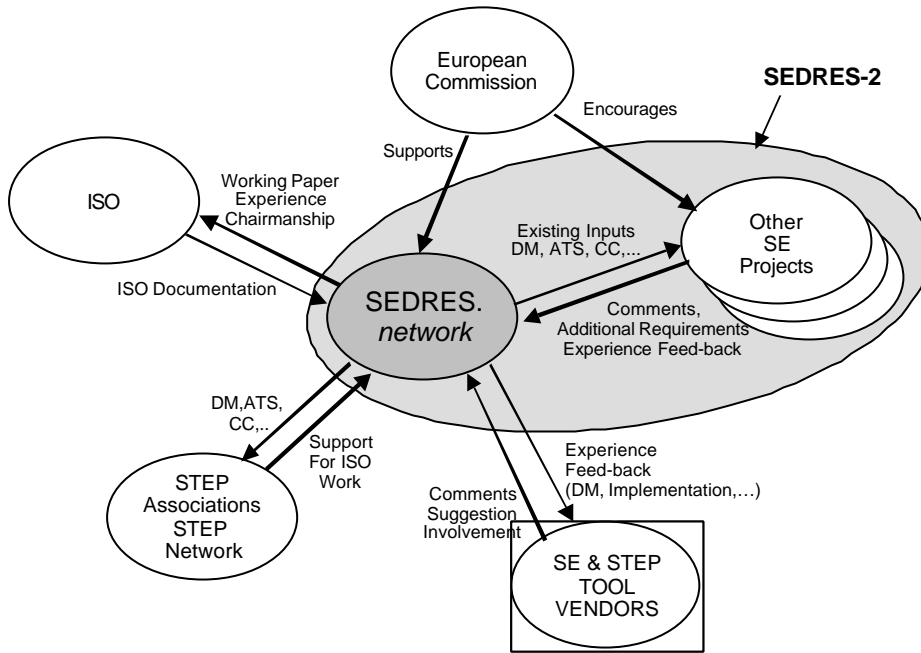 European
Commission
SEDRES-2
Encourages
Supports
ISO
Working Paper
Experience
Chairmanship
Other
SE
Projects
Existing Inputs
DM, ATS, CC,...
ISO Documentation
SEDRES.
network
Comments,
Additional Requirements
Experience Feed-back
DM,ATS,
CC,..
Support
For ISO
Work
Experience
Feed-back
(DM, Implementation,...)
STEP
Associations
STEP
Network
Comments
Suggestion
Involvement
SE & STEP
TOOL
VENDORS